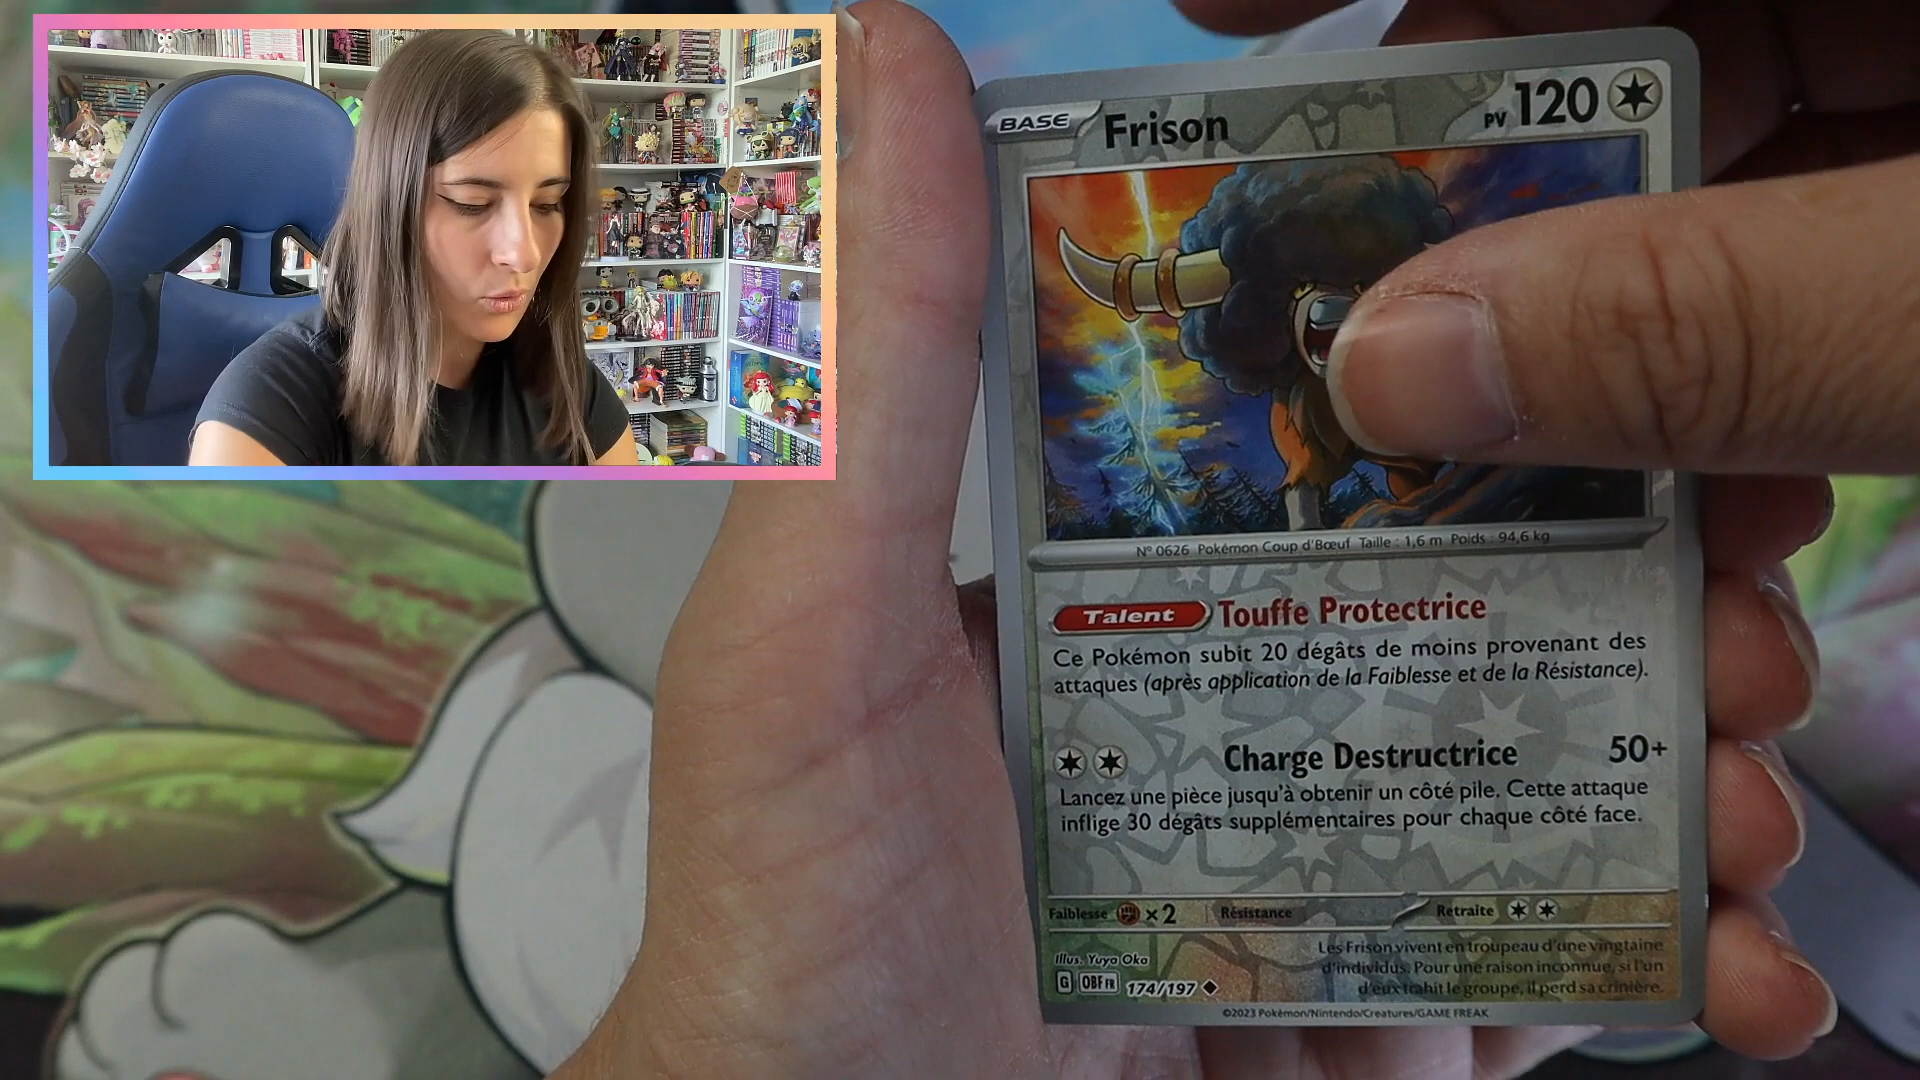 BASE Frison PV 120
N° 0626 Pokémon Coup d'Bœuf Taille : 1,6 m Poids : 94,6 kg
Talent Touffe Protectrice
Ce Pokémon subit 20 dégâts de moins provenant des
attaques (après application de la Faiblesse et de la Résistance).
Charge Destructrice 50+
Lancez une pièce jusqu'à obtenir un côté pile. Cette attaque
inflige 30 dégâts supplémentaires pour chaque côté face.
Faiblesse ×2 Résistance Retraite
Illus. Yuya Oka
G OBF FR 174/197
Les Frison vivent en troupeau d'une vingtaine
d'individus. Pour une raison inconnue, si l'un
d'eux trahit le groupe, il perd sa crinière.
©2023 Pokémon/Nintendo/Creatures/GAME FREAK